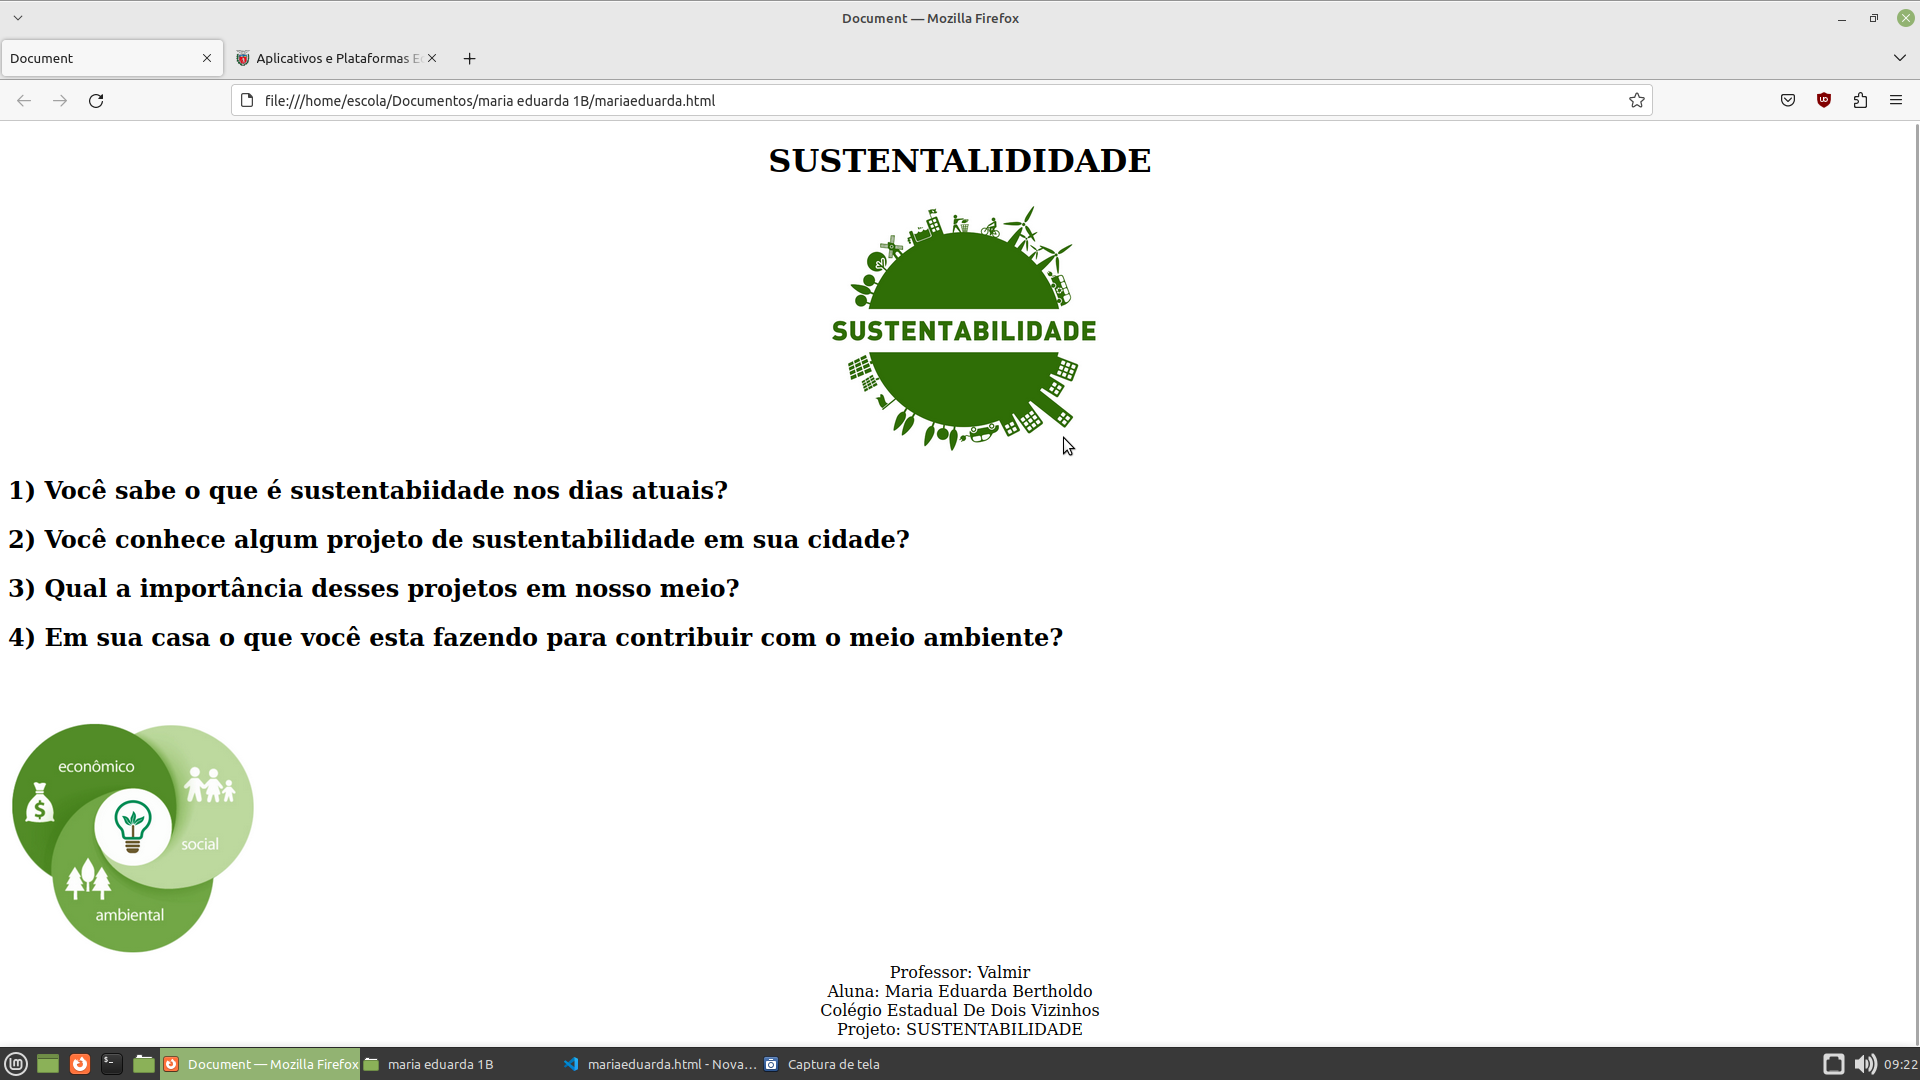 Document — Mozilla Firefox
Document
Aplicativos e Plataformas E
file:///home/escola/Documentos/maria eduarda 1B/mariaeduarda.html
SUSTENTALIDIDADE
SUSTENTABILIDADE
1) Você sabe o que é sustentabiidade nos dias atuais?
2) Você conhece algum projeto de sustentabilidade em sua cidade?
3) Qual a importância desses projetos em nosso meio?
4) Em sua casa o que você esta fazendo para contribuir com o meio ambiente?
econômico
$
social
ambiental
Professor: Valmir
Aluna: Maria Eduarda Bertholdo
Colégio Estadual De Dois Vizinhos
Projeto: SUSTENTABILIDADE
Document — Mozilla Firefox
maria eduarda 1B
mariaeduarda.html - Nova...
Captura de tela
09:22